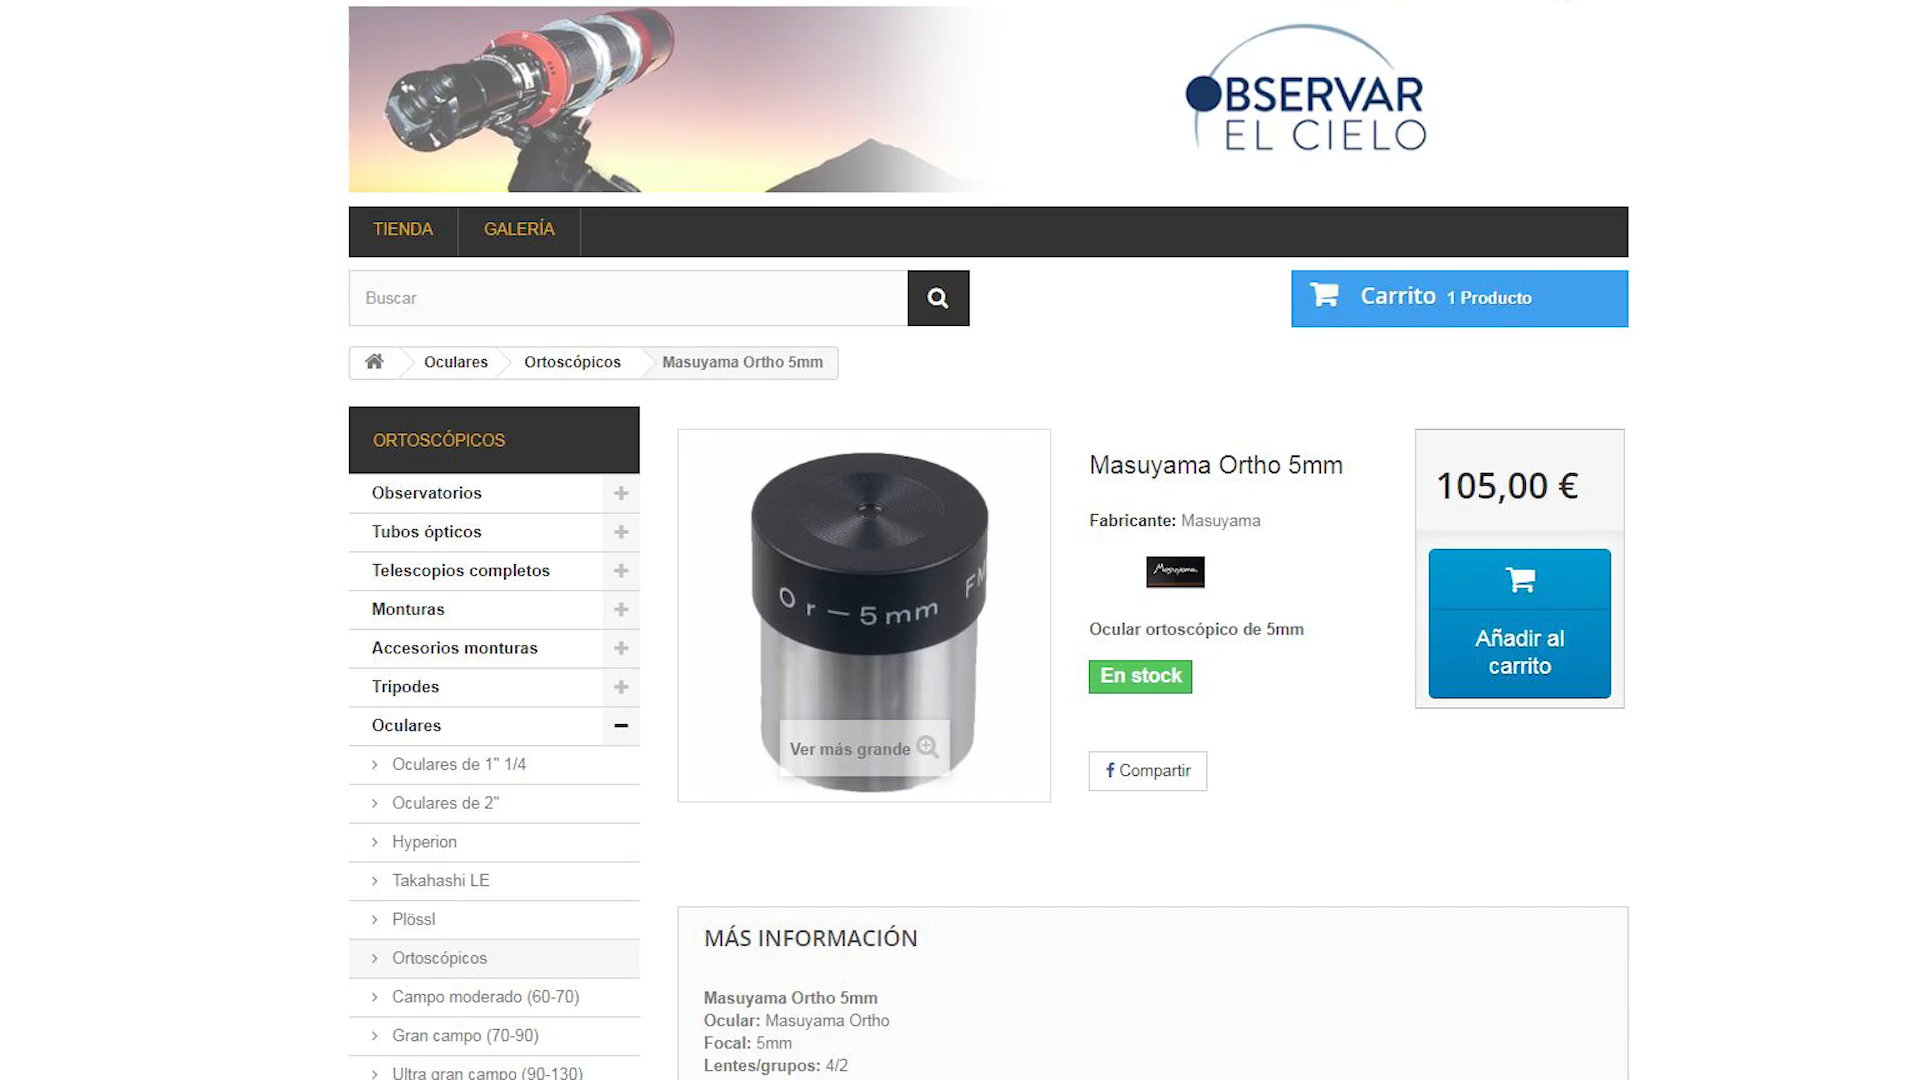 OBSERVAR
EL CIELO
TIENDA
GALERÍA
Buscar
Carrito 1 Producto
Oculares
Ortoscópicos
Masuyama Ortho 5mm
ORTOSCÓPICOS
Observatorios
Tubos ópticos
Telescopios completos
Monturas
Accesorios monturas
Trípodes
Oculares
Oculares de 1" 1/4
Oculares de 2"
Hyperion
Takahashi LE
Plössl
Ortoscópicos
Campo moderado (60-70)
Gran campo (70-90)
Ultra gran campo (90-130)
Or-5mm FM
Ver más grande
Masuyama Ortho 5mm
Fabricante: Masuyama
Masuyama
Ocular ortoscópico de 5mm
En stock
Compartir
105,00 €
Añadir al
carrito
MÁS INFORMACIÓN
Masuyama Ortho 5mm
Ocular: Masuyama Ortho
Focal: 5mm
Lentes/grupos: 4/2